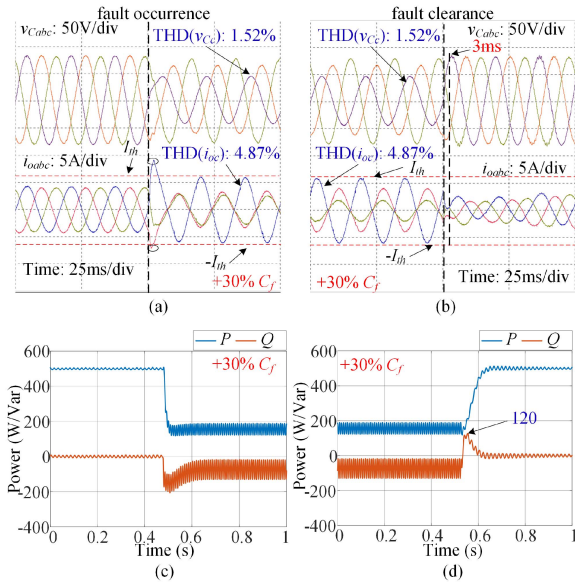 fault occurrence
vCabc: 50V/div
THD(vCc): 1.52%
Ith
ioabc: 5A/div
THD(ioc): 4.87%
-Ith
Time: 25ms/div
+30% Cf
(a)
fault clearance
vCabc: 50V/div
3ms
THD(vCc): 1.52%
THD(ioc): 4.87%
Ith
ioabc: 5A/div
-Ith
+30% Cf
Time: 25ms/div
(b)
P Q
+30% Cf
Power (W/Var)
600
400
200
0
-200
-400
0 0.2 0.4 0.6 0.8 1
Time (s)
(c)
P Q
+30% Cf
120
Power (W/Var)
600
400
200
0
-200
-400
0 0.2 0.4 0.6 0.8 1
Time (s)
(d)